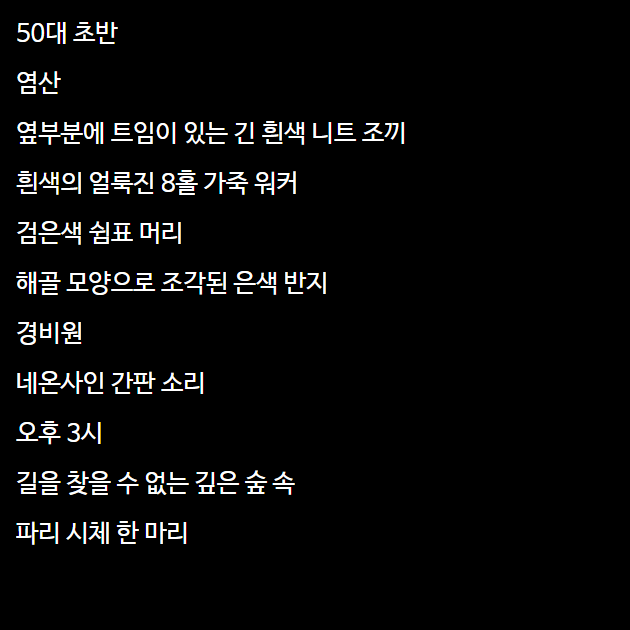 50대 초반
염산
옆부분에 트임이 있는 긴 흰색 니트 조끼
흰색의 얼룩진 8홀 가죽 워커
검은색 쉼표 머리
해골 모양으로 조각된 은색 반지
경비원
네온사인 간판 소리
오후 3시
길을 찾을 수 없는 깊은 숲 속
파리 시체 한 마리